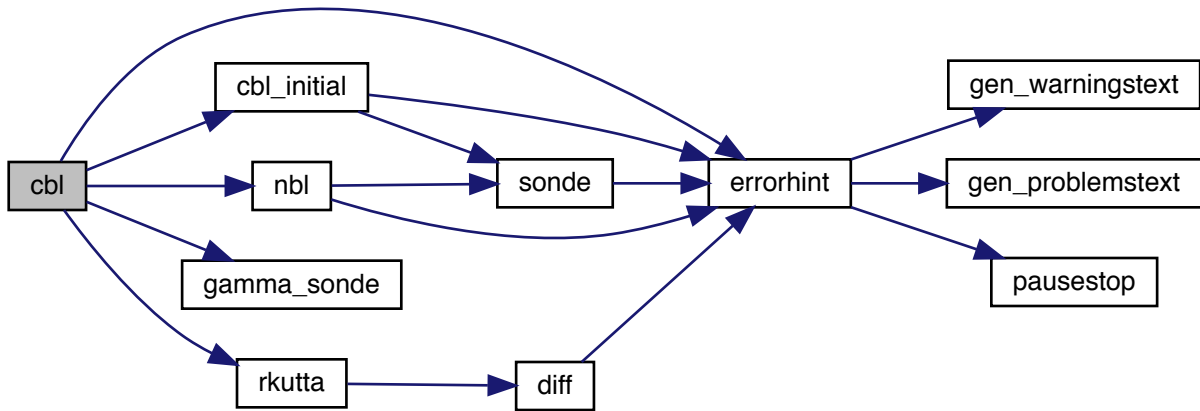 cbl
cbl_initial
nbl
gamma_sonde
rkutta
sonde
diff
errorhint
gen_warningstext
gen_problemstext
pausestop